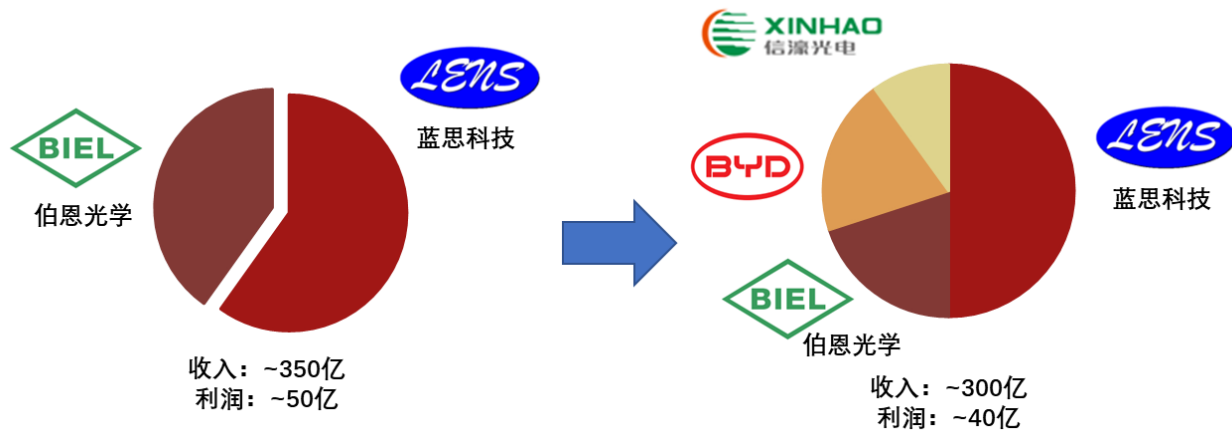 LENS
蓝思科技
BIEL
伯恩光学
收入：~350亿
利润：~50亿
XINHAO
信濠光电
LENS
蓝思科技
BYD
BIEL
伯恩光学
收入：~300亿
利润：~40亿